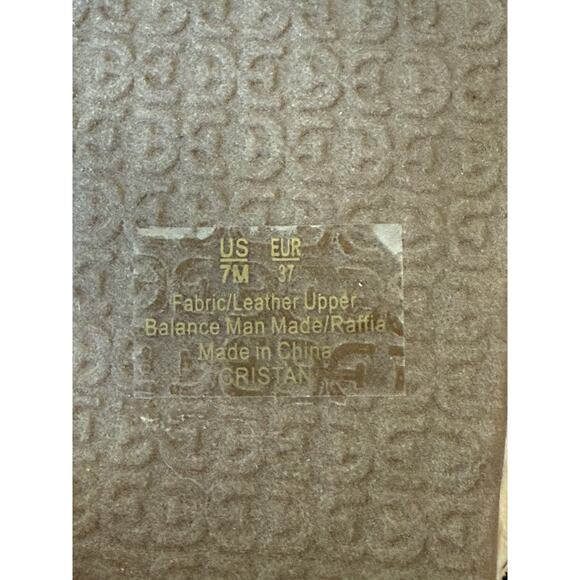 US EUR
7M 37
Fabric/Leather Upper
Balance Man Made/Raffia
Made in China
CRISTAN